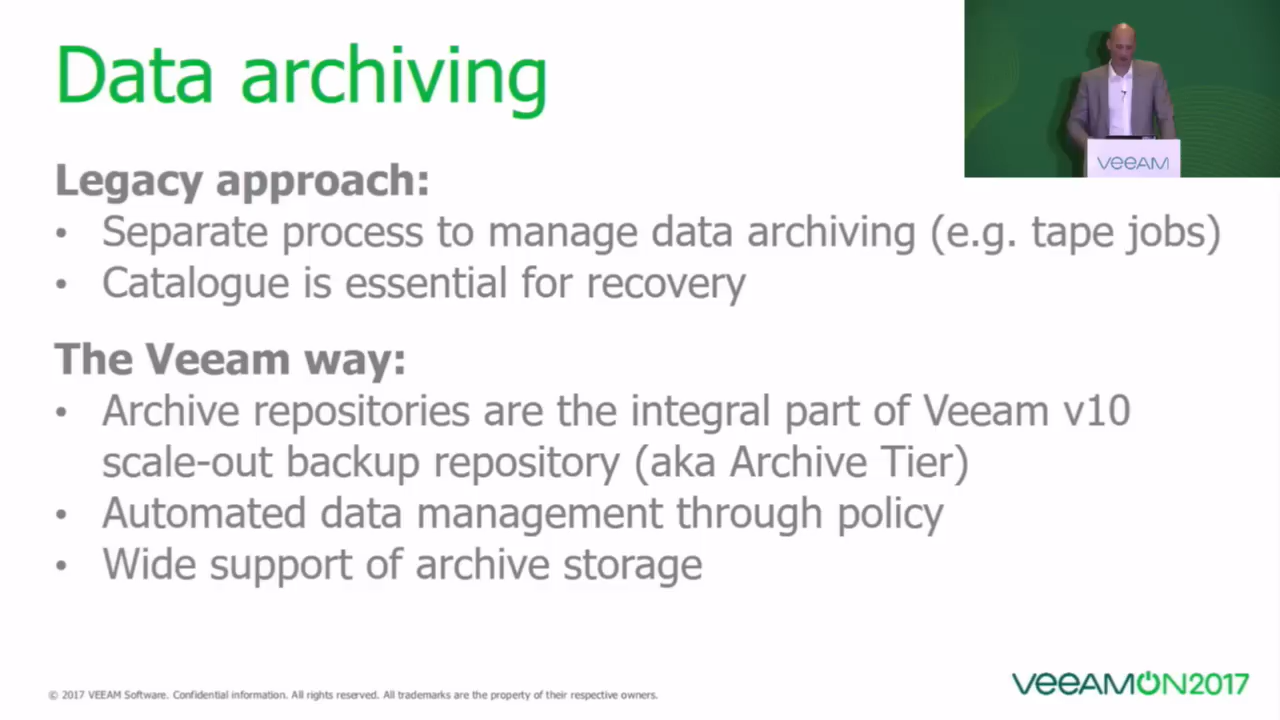 Data archiving
VEEAM
Legacy approach:
• Separate process to manage data archiving (e.g. tape jobs)
• Catalogue is essential for recovery
The Veeam way:
• Archive repositories are the integral part of Veeam v10
scale-out backup repository (aka Archive Tier)
• Automated data management through policy
• Wide support of archive storage
© 2017 VEEAM Software. Confidential information. All rights reserved. All trademarks are the property of their respective owners.
VEEAMON2017